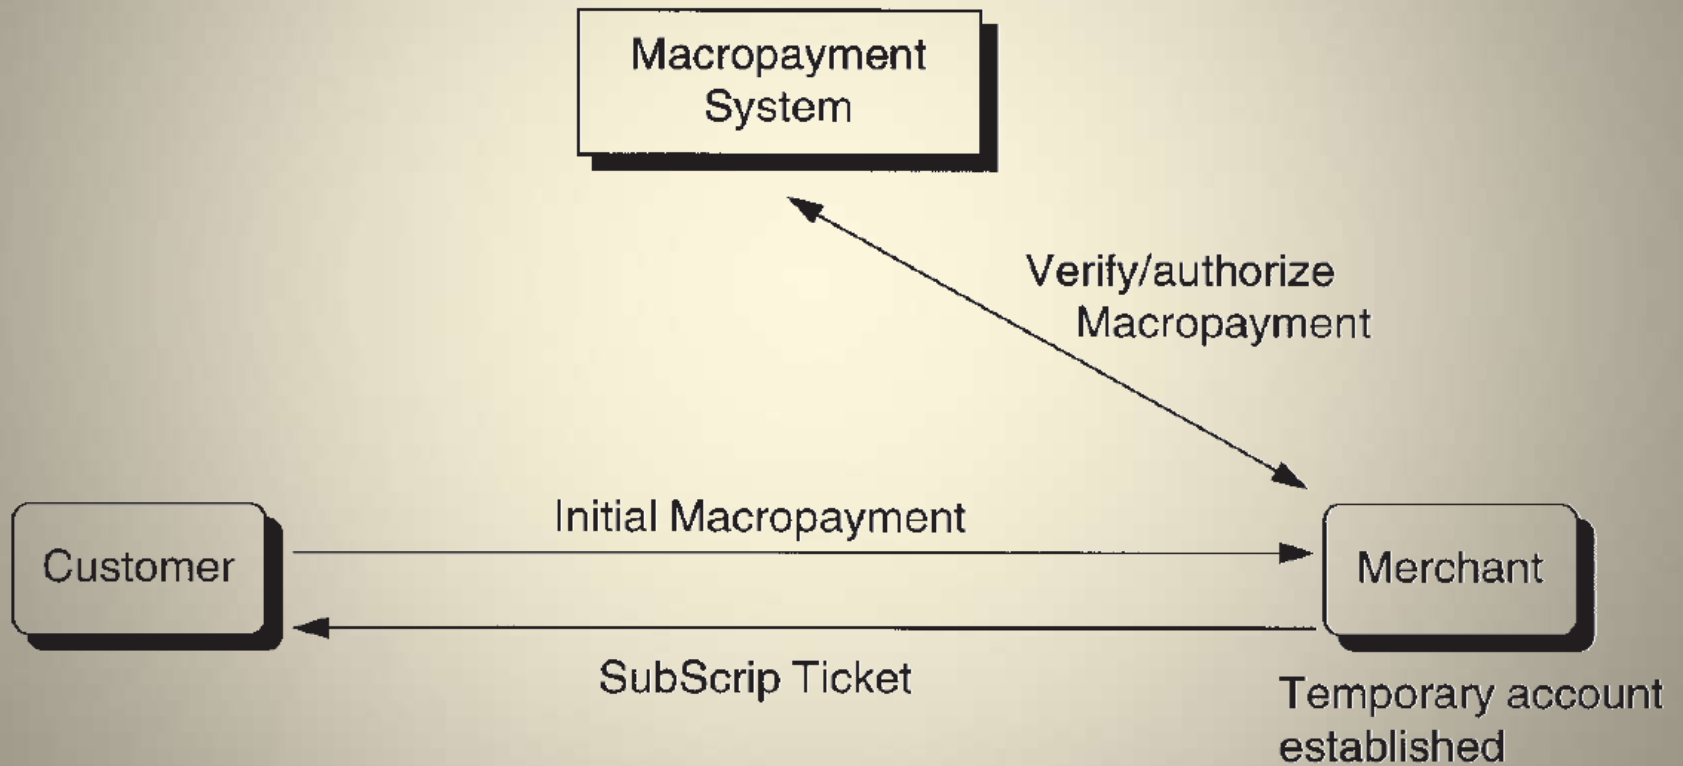 Macropayment
System
Verify/authorize
Macropayment
Initial Macropayment
Customer
Merchant
SubScrip Ticket
Temporary account
established